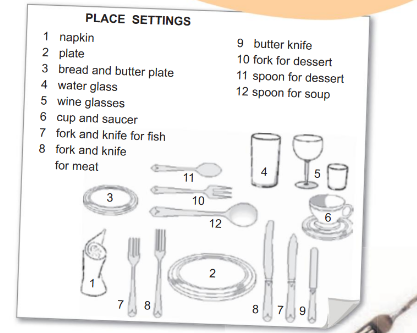 PLACE SETTINGS
1 napkin
2 plate
3 bread and butter plate
4 water glass
5 wine glasses
6 cup and saucer
7 fork and knife for fish
8 fork and knife
for meat
9 butter knife
10 fork for dessert
11 spoon for dessert
12 spoon for soup
11
10
12
3
4
5
6
1
7
8
2
8
7
9